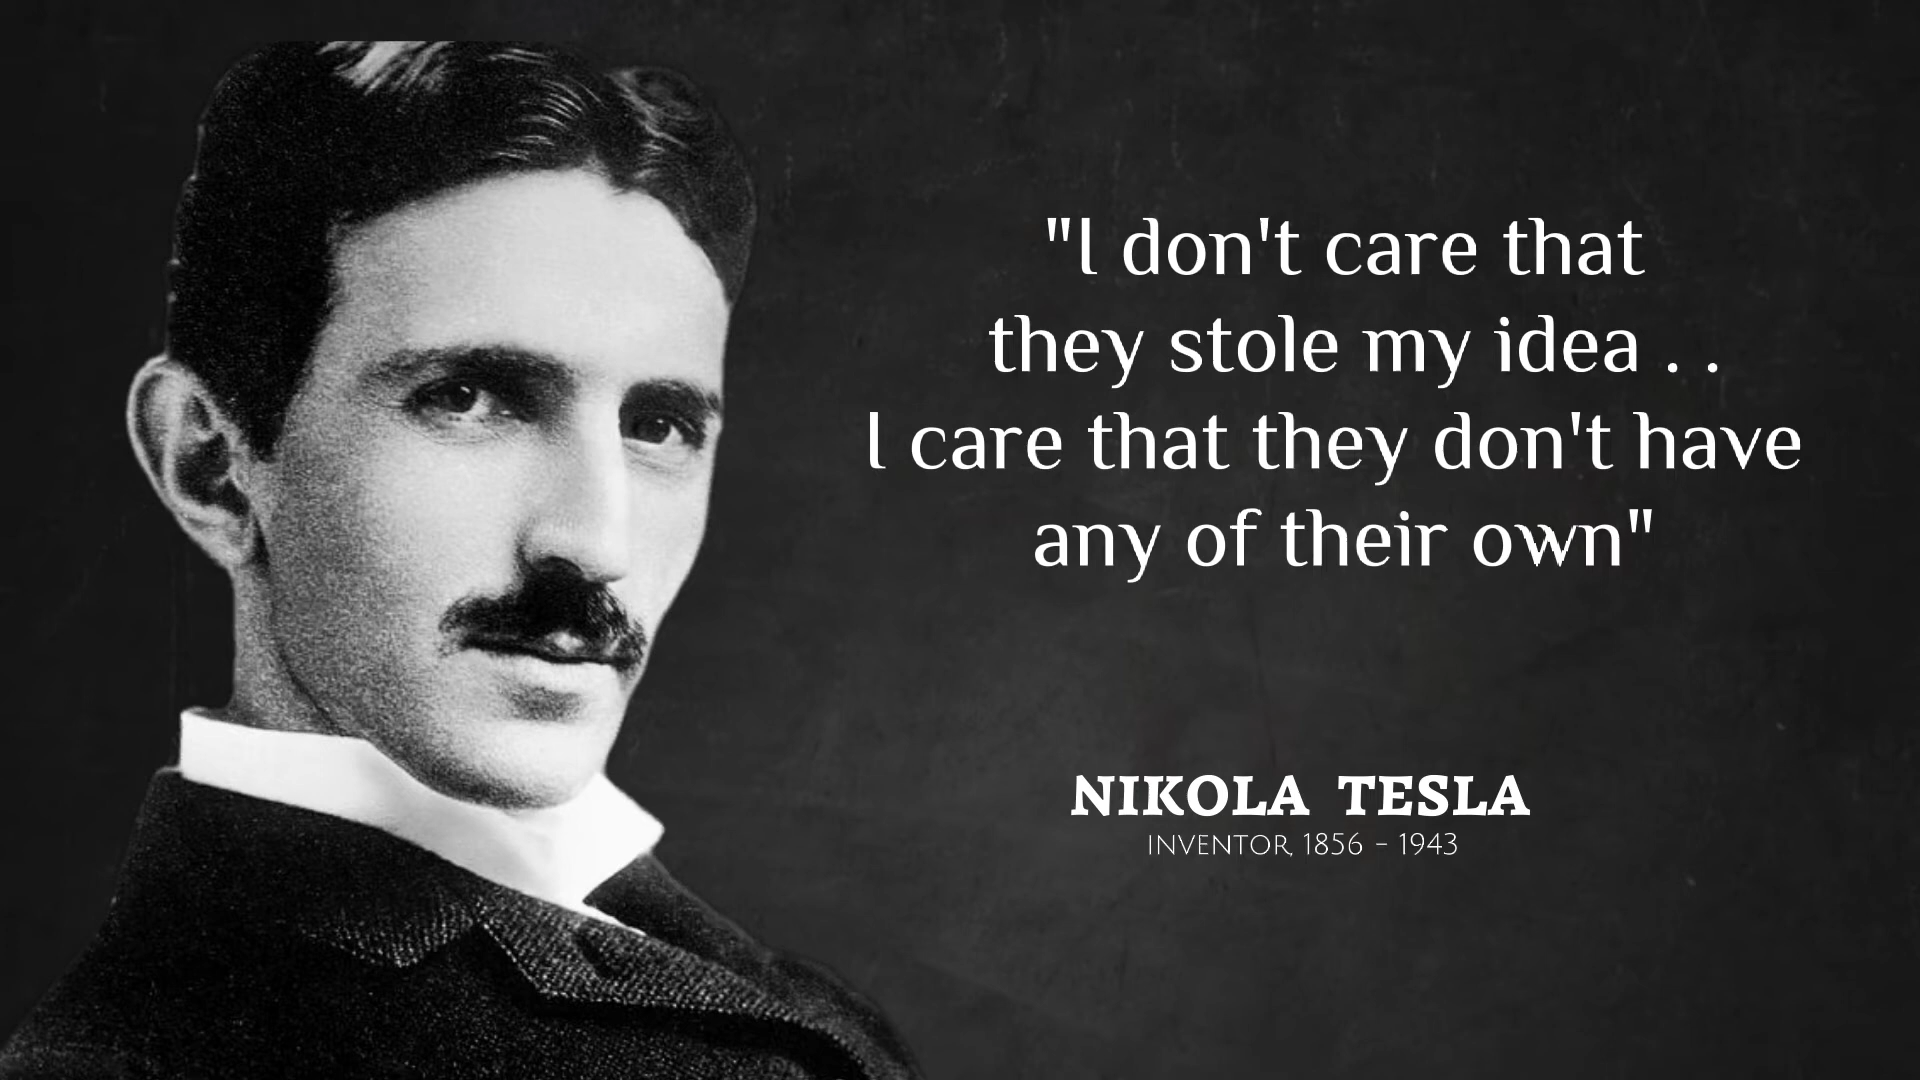 "I don't care that
they stole my idea . .
I care that they don't have
any of their own"
NIKOLA TESLA
INVENTOR, 1856 - 1943